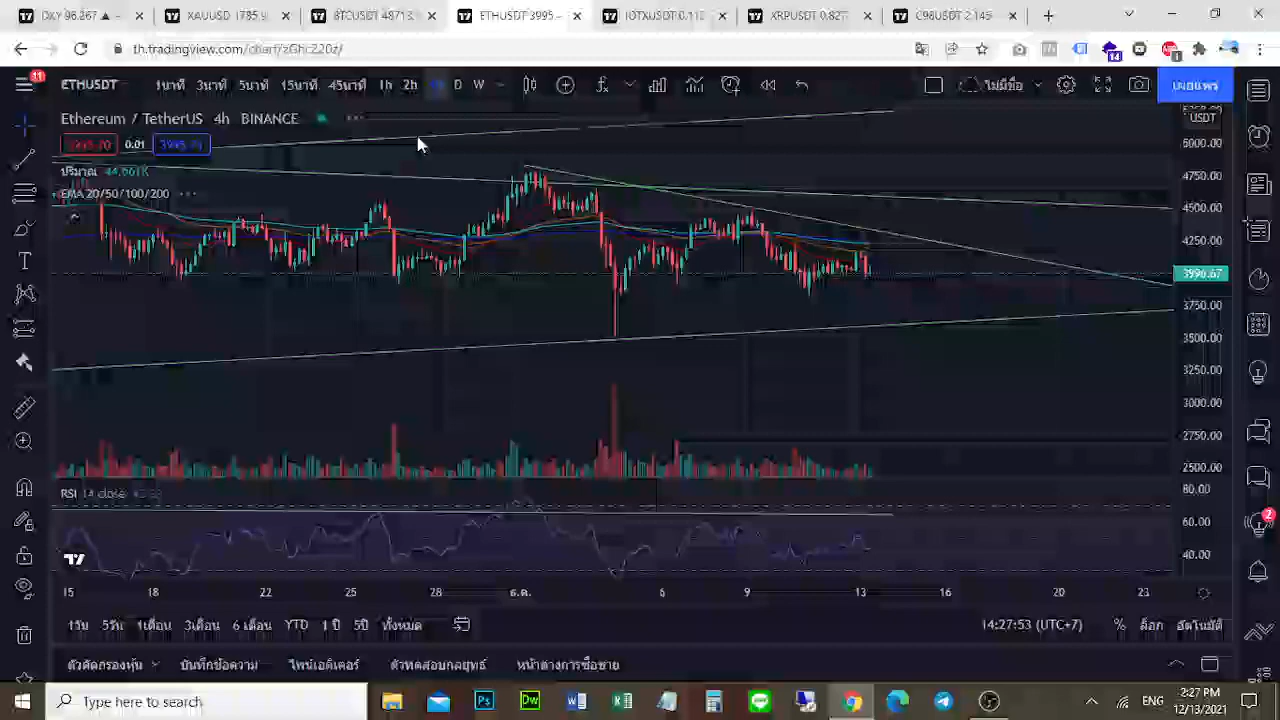 DXY 96.267 ▲
XAUUSD 1785.9
BTCUSDT 4871
ETHUSDT 3995
IOTXUSDT 0.110
XRPUSDT 0.827
C98USDT 2.149
th.tradingview.com/chart/
11
ETHUSDT 1นาที 3นาที 5นาที 15นาที 45นาที 1h 2h D W
ไม่มีชื่อ
เผยแพร่
14
1
Ethereum / TetherUS 4h BINANCE
0.01
ปริมาณ
EMA 20/50/100/200
USDT
5000.00
4750.00
4500.00
4250.00
3990.67
3750.00
3500.00
3250.00
3000.00
2750.00
2500.00
RSI 14 close
80.00
60.00
40.00
15 18 22 25 28 ธ.ค. 6 9 13 16 20 23
2
1วัน 5วัน 1เดือน 3เดือน 6 เดือน YTD 1 ปี 5ปี ทั้งหมด
14:27:53 (UTC+7) % ล็อก อัตโนมัติ
ตัวคัดกรองหุ้น บันทึกข้อความ ไพน์เอดิเตอร์ ตัวทดสอบกลยุทธ์ หน้าต่างการซื้อขาย
Type here to search
Ps
Dw
ENG
3:27 PM
12/13/2021